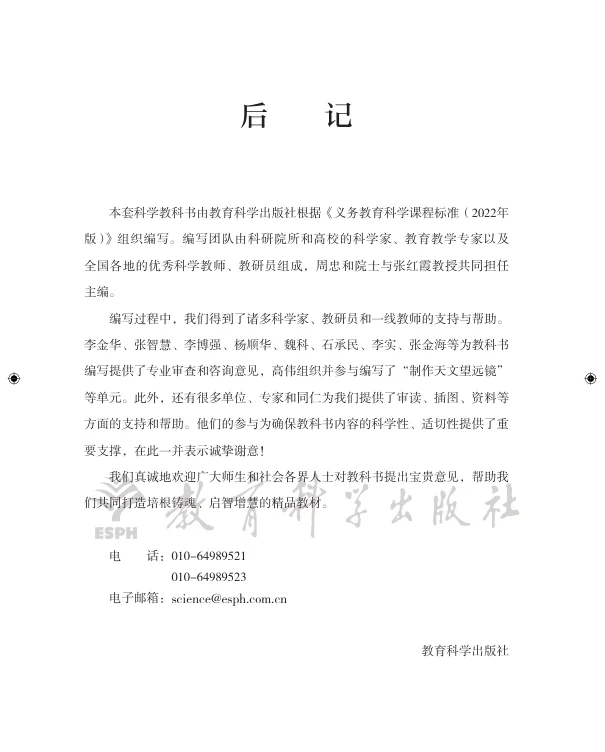 后　记
本套科学教科书由教育科学出版社根据《义务教育科学课程标准（2022年
版）》组织编写。编写团队由科研院所和高校的科学家、教育教学专家以及
全国各地的优秀科学教师、教研员组成，周忠和院士与张红霞教授共同担任
主编。
编写过程中，我们得到了诸多科学家、教研员和一线教师的支持与帮助。
李金华、张智慧、李博强、杨顺华、魏科、石承民、李实、张金海等为教科书
编写提供了专业审查和咨询意见，高伟组织并参与编写了“制作天文望远镜”
等单元。此外，还有很多单位、专家和同仁为我们提供了审读、插图、资料等
方面的支持和帮助。他们的参与为确保教科书内容的科学性、适切性提供了重
要支撑，在此一并表示诚挚谢意！
我们真诚地欢迎广大师生和社会各界人士对教科书提出宝贵意见，帮助我
们共同打造培根铸魂、启智增慧的精品教材。
ESPH 教育科学出版社
电　话：010-64989521
010-64989523
电子邮箱：science@esph.com.cn
教育科学出版社